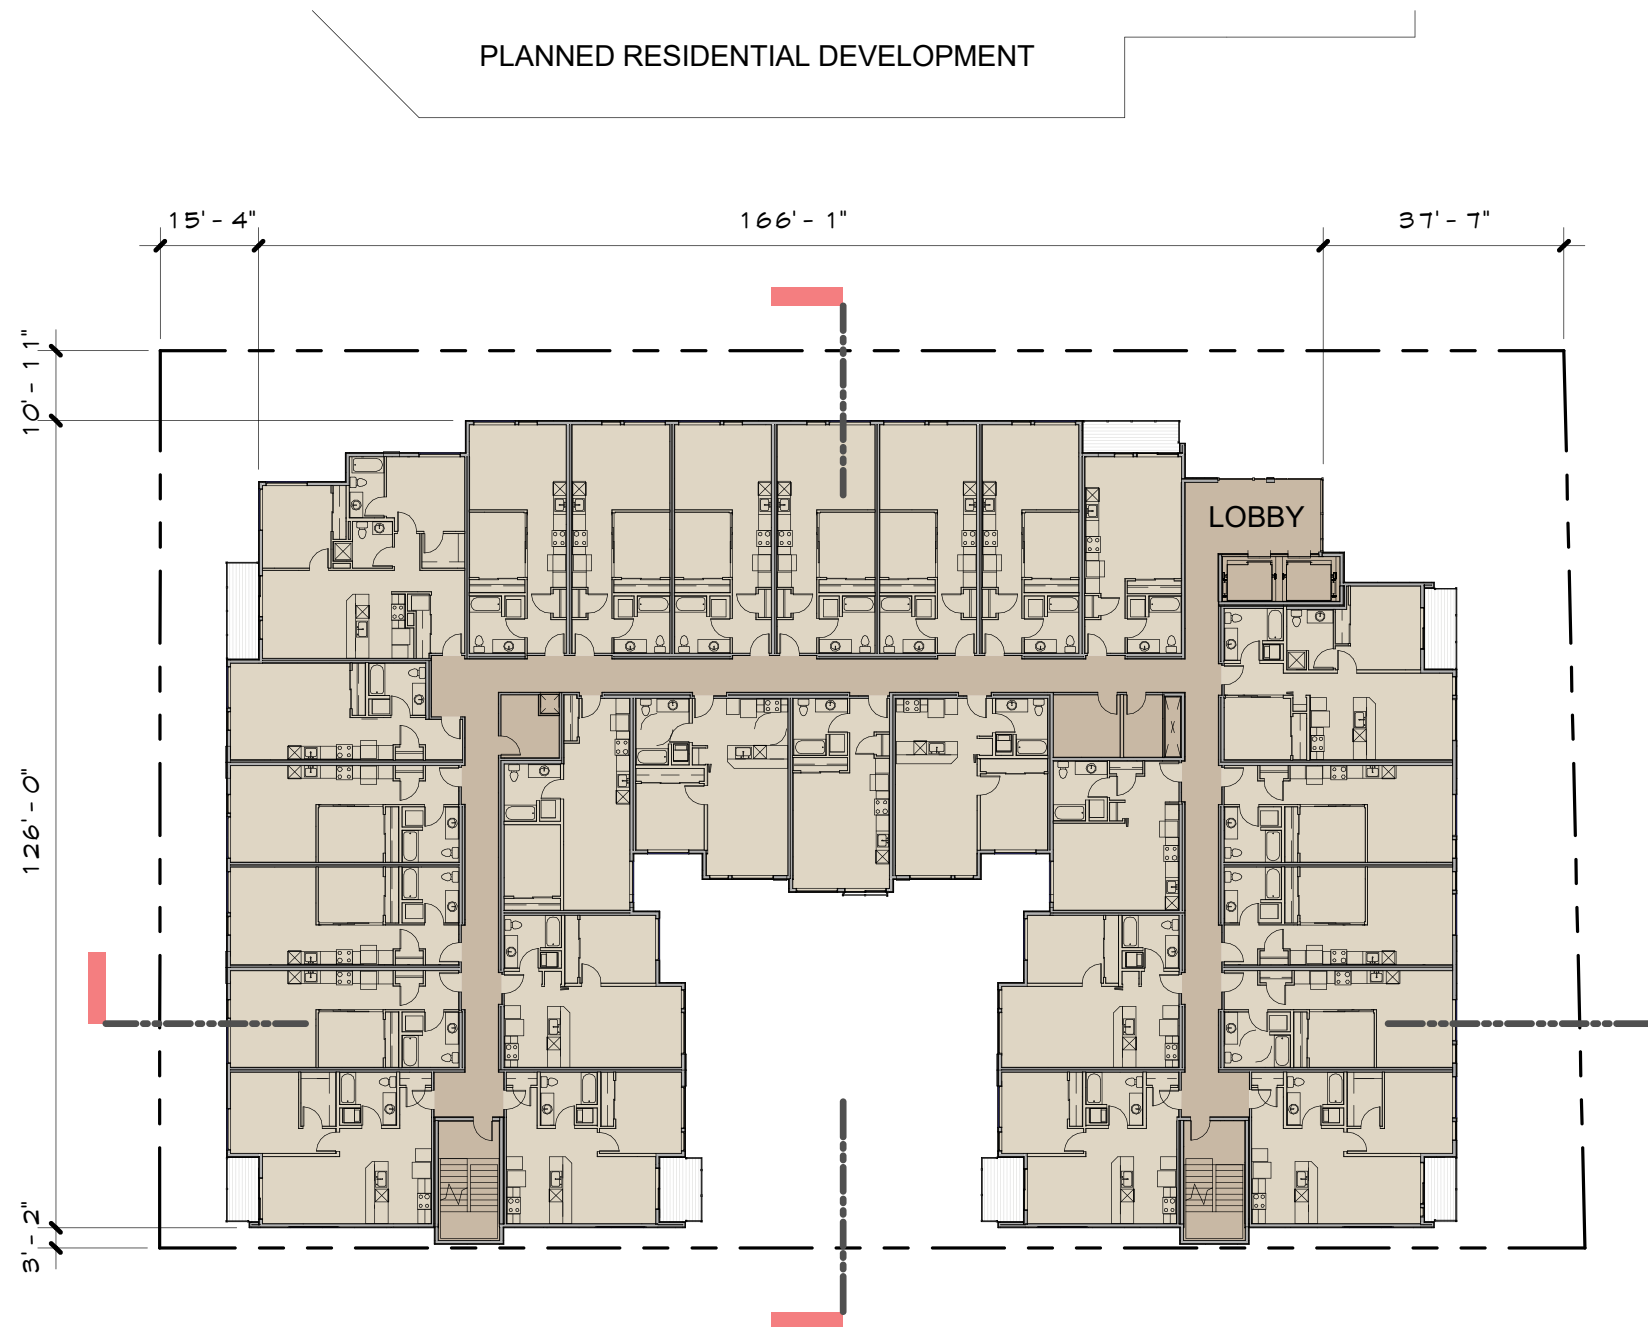 PLANNED RESIDENTIAL DEVELOPMENT
15'- 4" 166'- 1" 37'- 7"
10'- 11"
LOBBY
126'- 0"
3'- 2"